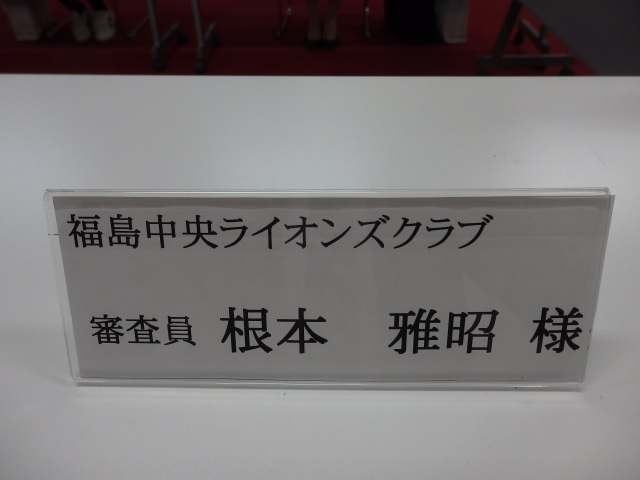 福島中央ライオンズクラブ
審査員 根本 雅昭 様